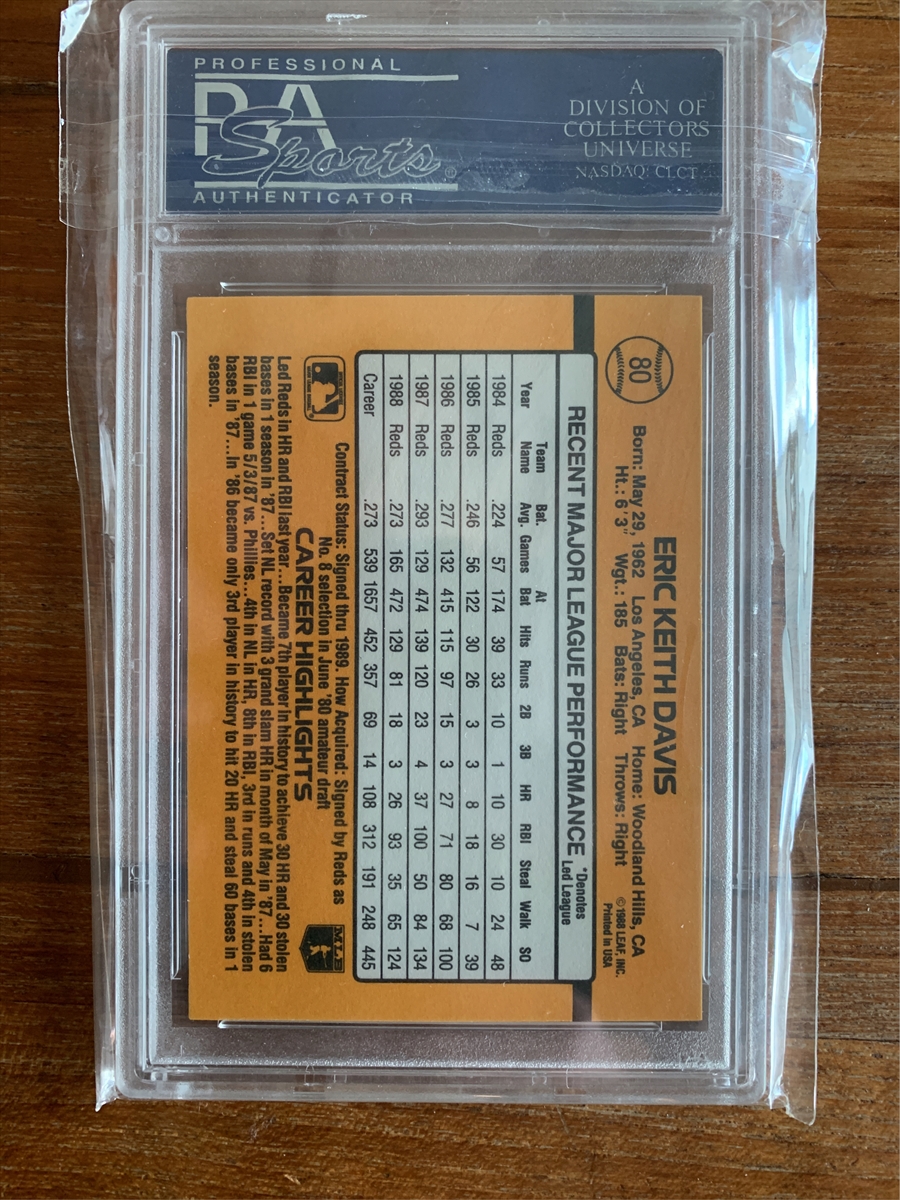 PROFESSIONAL
PSA
Sports®
AUTHENTICATOR
A
DIVISION OF
COLLECTORS
UNIVERSE
NASDAQ: CLCT
80
ERIC KEITH DAVIS
Born: May 29, 1962 Los Angeles, CA Home: Woodland Hills, CA
Ht.: 6'3" Wgt.: 185 Bats: Right Throws: Right
© 1988 LEAF, INC.
Printed in USA
RECENT MAJOR LEAGUE PERFORMANCE
*Denotes
Led League
Year Team Name Bat. Avg. Games At Bat Hits Runs 2B 3B HR RBI Steal Walk SO
1984 Reds .224 57 174 39 33 10 1 10 30 10 24 48
1985 Reds .246 56 122 30 26 3 3 8 18 16 7 39
1986 Reds .277 132 415 115 97 15 3 27 71 80 68 100
1987 Reds .293 129 474 139 120 23 4 37 100 50 84 134
1988 Reds .273 165 472 129 81 18 3 26 93 35 65 124
Career .273 539 1657 452 357 69 14 108 312 191 248 445
Contract Status: Signed thru 1989. How Acquired: Signed by Reds as
No. 8 selection in June '80 amateur draft
CAREER HIGHLIGHTS
MLB
Led Reds in HR and RBI last year...Became 7th player in history to achieve 30 HR and 30 stolen
bases in 1 season in '87...Set NL record with 3 grand slam HR in month of May in '87...Had 6
RBI in 1 game 5/3/87 vs. Phillies...4th in NL in HR, 8th in RBI, 3rd in runs and 4th in stolen
bases in '87...In '86 became only 3rd player in history to hit 20 HR and steal 60 bases in 1
season.